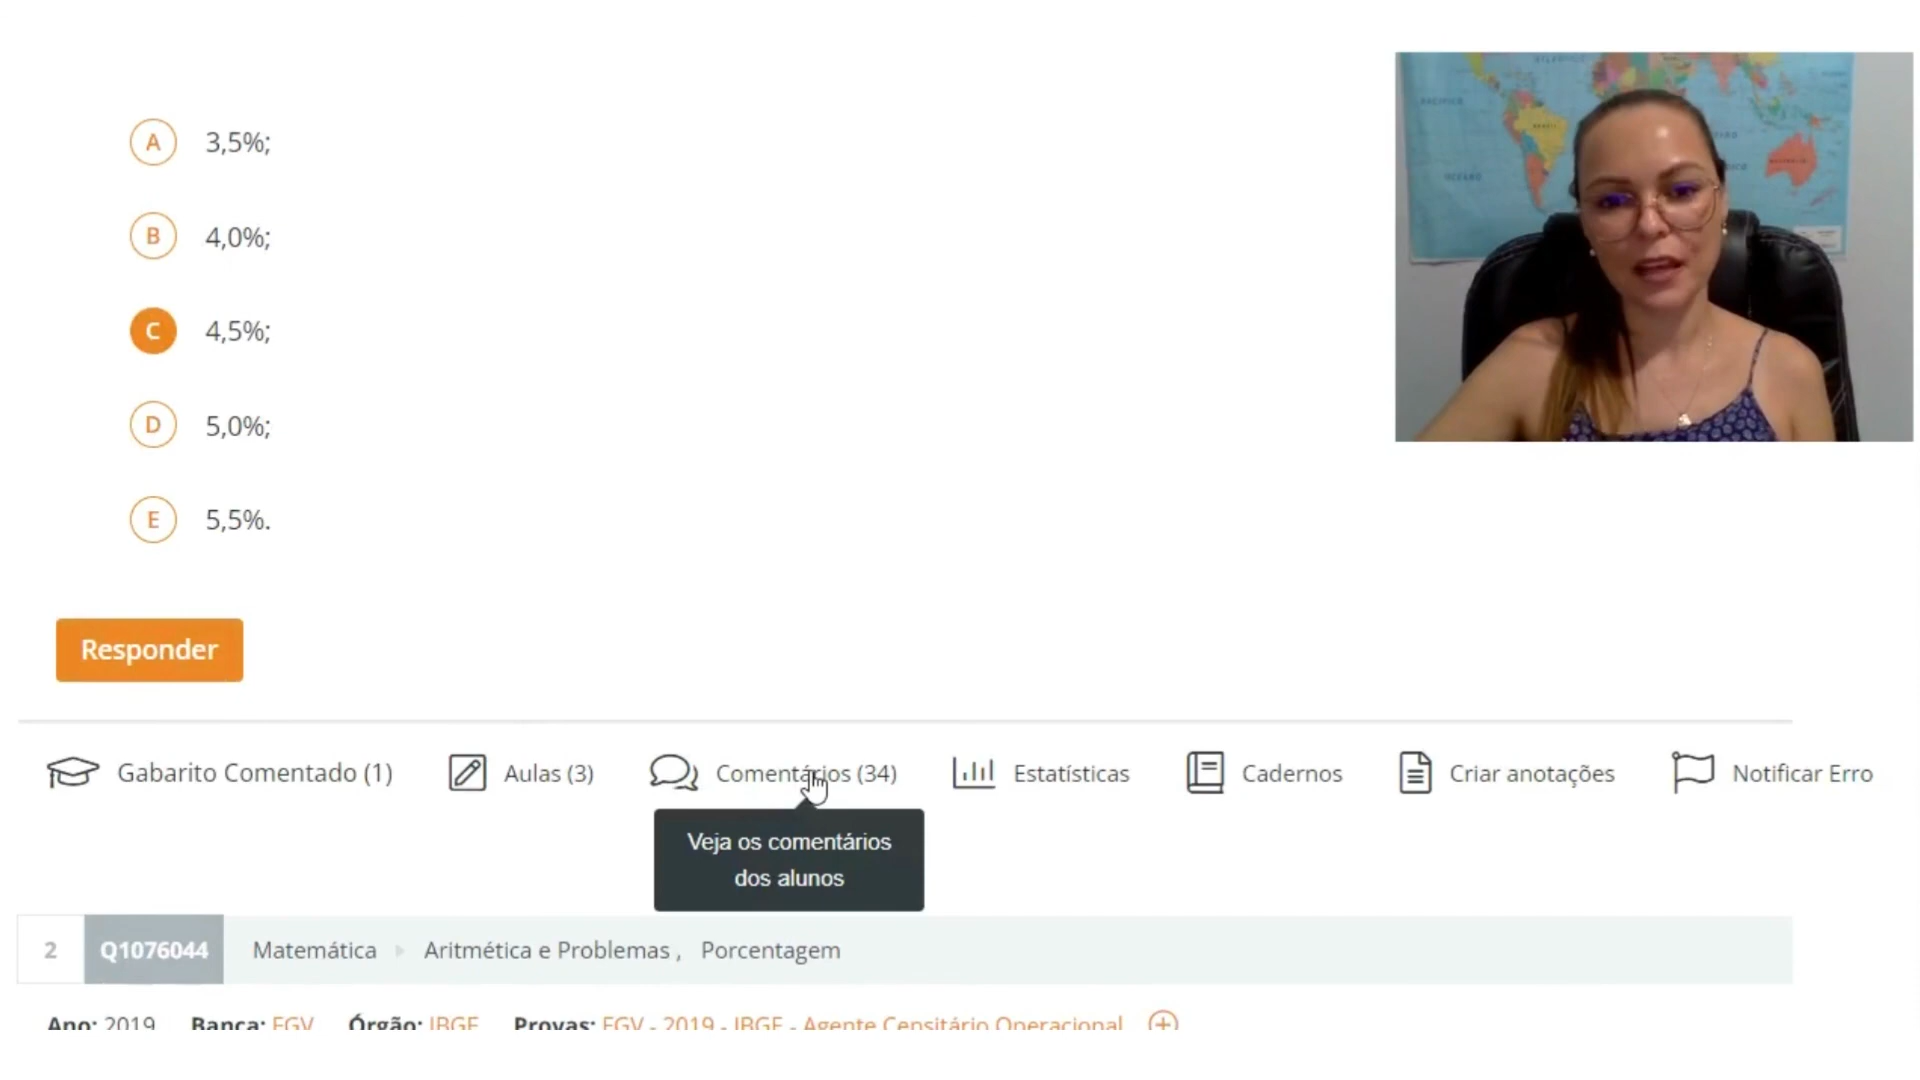 A 3,5%;
B 4,0%;
C 4,5%;
D 5,0%;
E 5,5%.
Responder
Gabarito Comentado (1) Aulas (3) Comentários (34) Estatísticas Cadernos Criar anotações Notificar Erro
Veja os comentários
dos alunos
2 Q1076044 Matemática Aritmética e Problemas , Porcentagem
Ano: 2019 Banca: FGV Órgão: IBGE Provas: FGV - 2019 - IBGE - Agente Censitário Operacional